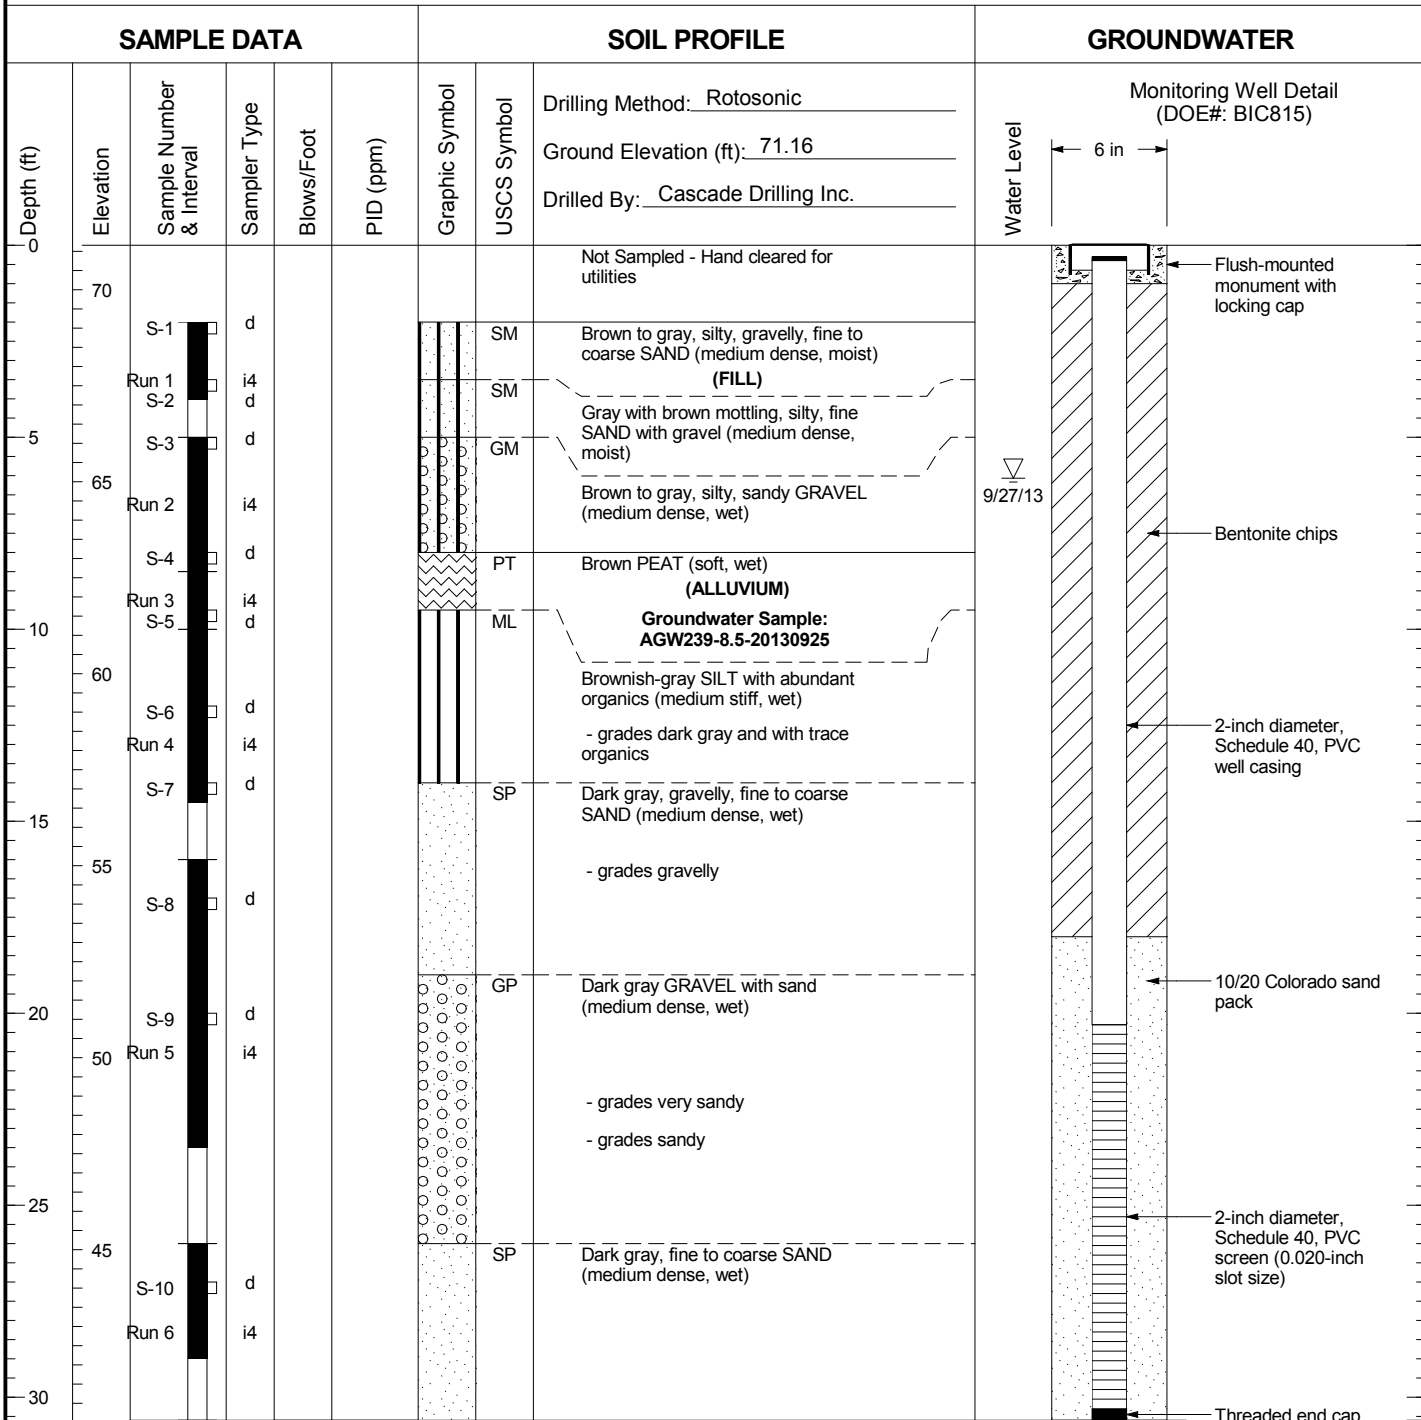 SAMPLE DATA
SOIL PROFILE
GROUNDWATER
Depth (ft)
Elevation
Sample Number
& Interval
Sampler Type
Blows/Foot
PID (ppm)
Graphic Symbol
USCS Symbol
Drilling Method: Rotosonic
Ground Elevation (ft): 71.16
Drilled By: Cascade Drilling Inc.
Water Level
Monitoring Well Detail
(DOE#: BIC815)
6 in
0
5
10
15
20
25
30
70
65
60
55
50
45
S-1 d
Run 1 i4
S-2 d
S-3 d
Run 2 i4
S-4 d
Run 3 i4
S-5 d
S-6 d
Run 4 i4
S-7 d
S-8 d
S-9 d
Run 5 i4
S-10 d
Run 6 i4
Not Sampled - Hand cleared for
utilities
SM Brown to gray, silty, gravelly, fine to
coarse SAND (medium dense, moist)
(FILL)
SM
Gray with brown mottling, silty, fine
SAND with gravel (medium dense,
moist)
GM
Brown to gray, silty, sandy GRAVEL
(medium dense, wet)
PT Brown PEAT (soft, wet)
(ALLUVIUM)
ML
Groundwater Sample:
AGW239-8.5-20130925
Brownish-gray SILT with abundant
organics (medium stiff, wet)
- grades dark gray and with trace
organics
SP Dark gray, gravelly, fine to coarse
SAND (medium dense, wet)
- grades gravelly
GP Dark gray GRAVEL with sand
(medium dense, wet)
- grades very sandy
- grades sandy
SP Dark gray, fine to coarse SAND
(medium dense, wet)
9/27/13
Flush-mounted
monument with
locking cap
Bentonite chips
2-inch diameter,
Schedule 40, PVC
well casing
10/20 Colorado sand
pack
2-inch diameter,
Schedule 40, PVC
screen (0.020-inch
slot size)
Threaded end cap